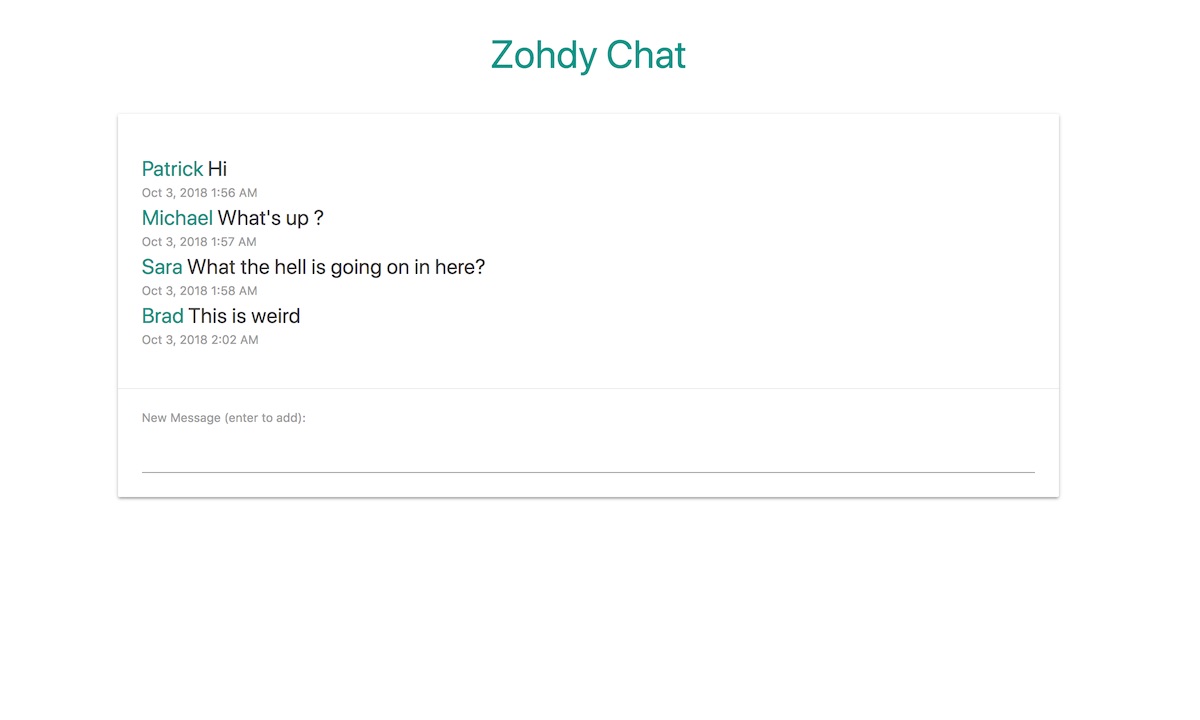 Zohdy Chat
Patrick Hi
Oct 3, 2018 1:56 AM
Michael What's up ?
Oct 3, 2018 1:57 AM
Sara What the hell is going on in here?
Oct 3, 2018 1:58 AM
Brad This is weird
Oct 3, 2018 2:02 AM
New Message (enter to add):